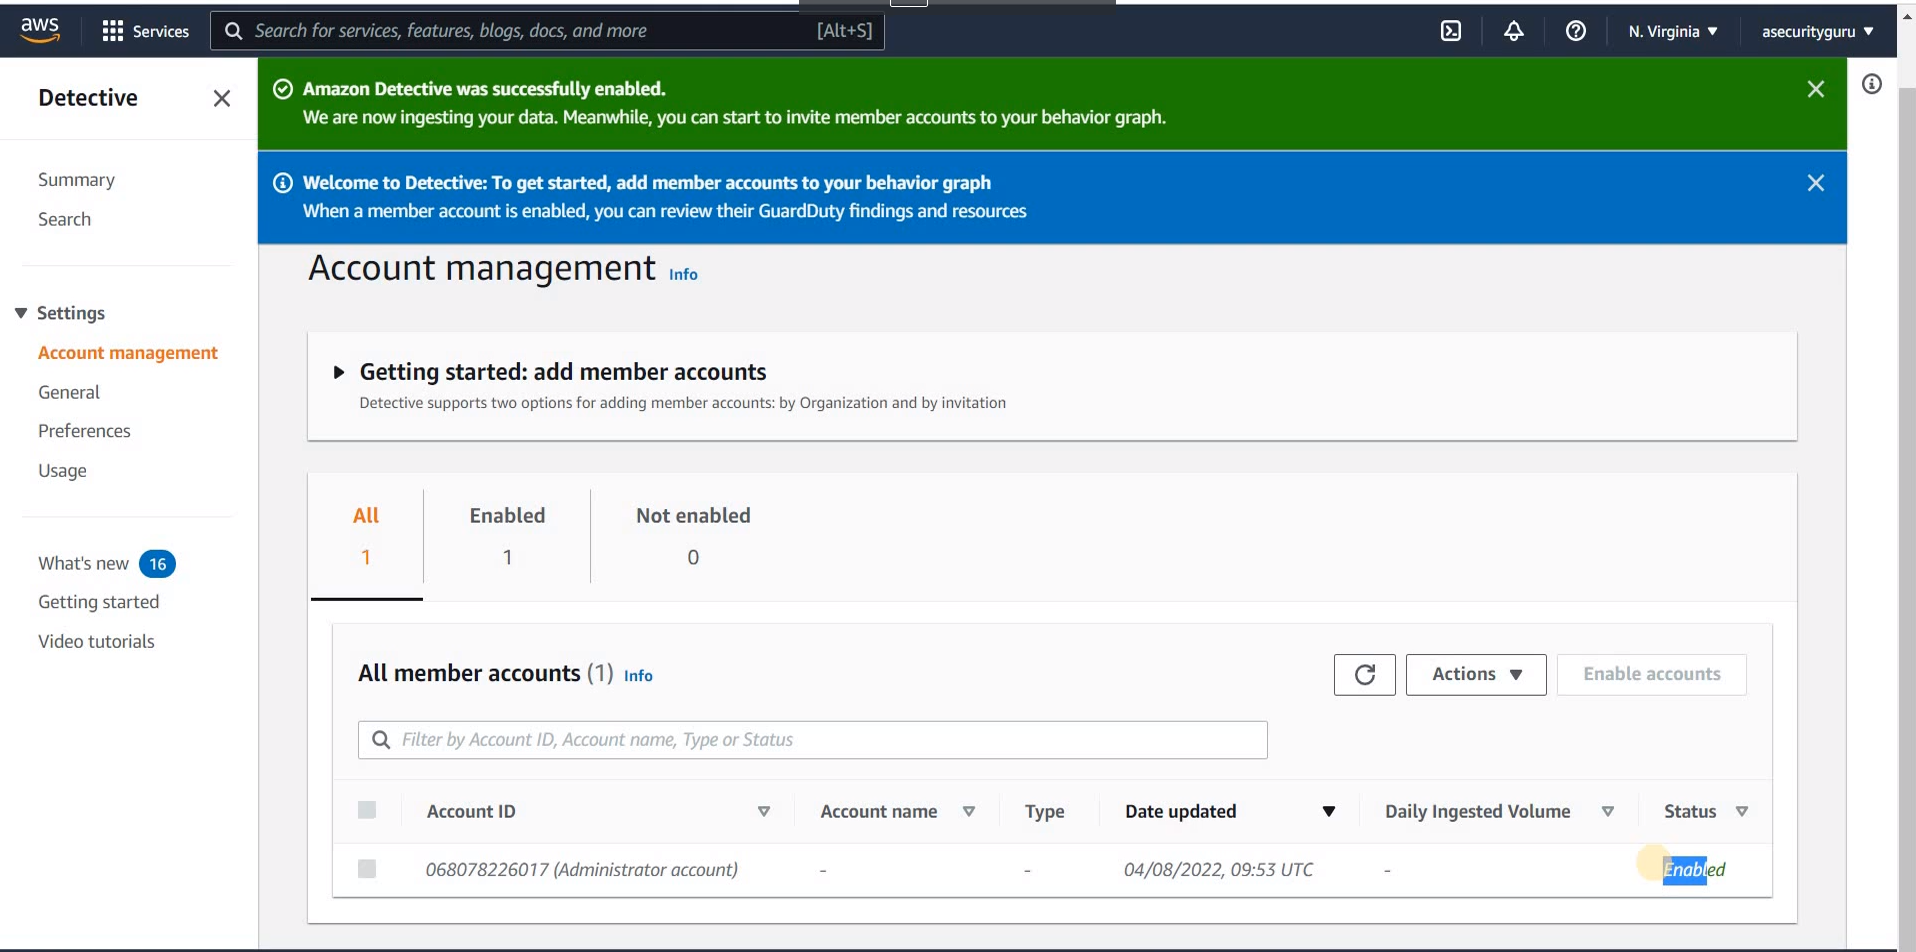 aws
Services
Search for services, features, blogs, docs, and more
[Alt+S]
N. Virginia
asecurityguru
Detective
Summary
Search
Settings
Account management
General
Preferences
Usage
What's new 16
Getting started
Video tutorials
Amazon Detective was successfully enabled.
We are now ingesting your data. Meanwhile, you can start to invite member accounts to your behavior graph.
Welcome to Detective: To get started, add member accounts to your behavior graph
When a member account is enabled, you can review their GuardDuty findings and resources
Account management Info
Getting started: add member accounts
Detective supports two options for adding member accounts: by Organization and by invitation
All Enabled Not enabled
1 1 0
All member accounts (1) Info
Actions
Enable accounts
Filter by Account ID, Account name, Type or Status
Account ID Account name Type Date updated Daily Ingested Volume Status
068078226017 (Administrator account) - - 04/08/2022, 09:53 UTC - Enabled